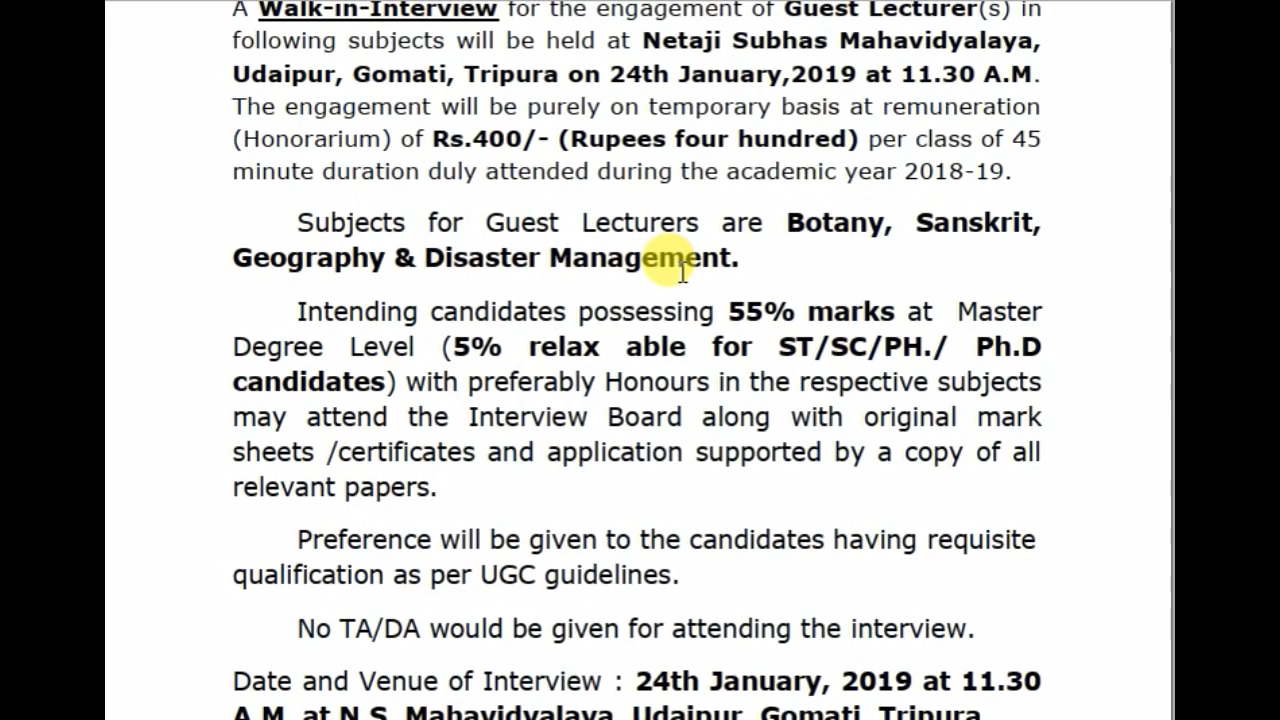 A Walk-in-Interview for the engagement of Guest Lecturer(s) in
following subjects will be held at Netaji Subhas Mahavidyalaya,
Udaipur, Gomati, Tripura on 24th January,2019 at 11.30 A.M.
The engagement will be purely on temporary basis at remuneration
(Honorarium) of Rs.400/- (Rupees four hundred) per class of 45
minute duration duly attended during the academic year 2018-19.
Subjects for Guest Lecturers are Botany, Sanskrit,
Geography & Disaster Management.
Intending candidates possessing 55% marks at Master
Degree Level (5% relax able for ST/SC/PH./ Ph.D
candidates) with preferably Honours in the respective subjects
may attend the Interview Board along with original mark
sheets /certificates and application supported by a copy of all
relevant papers.
Preference will be given to the candidates having requisite
qualification as per UGC guidelines.
No TA/DA would be given for attending the interview.
Date and Venue of Interview : 24th January, 2019 at 11.30
A.M. at N.S. Mahavidyalaya, Udaipur, Gomati, Tripura